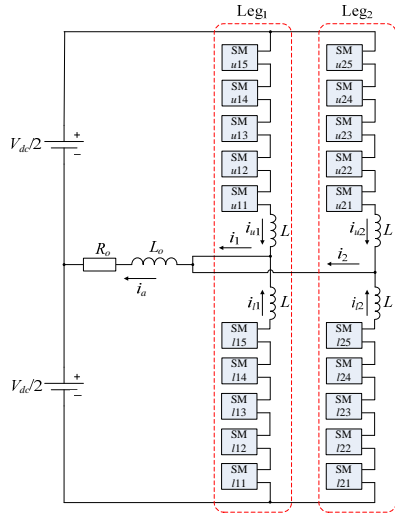 Leg1 Leg2
SM u15 SM u25
SM u14 SM u24
SM u13 SM u23
SM u12 SM u22
SM u11 SM u21
Vdc/2 + −
iu1 L iu2 L
i1 i2
Ro Lo
ia
il1 L il2 L
SM l15 SM l25
SM l14 SM l24
Vdc/2 + −
SM l13 SM l23
SM l12 SM l22
SM l11 SM l21